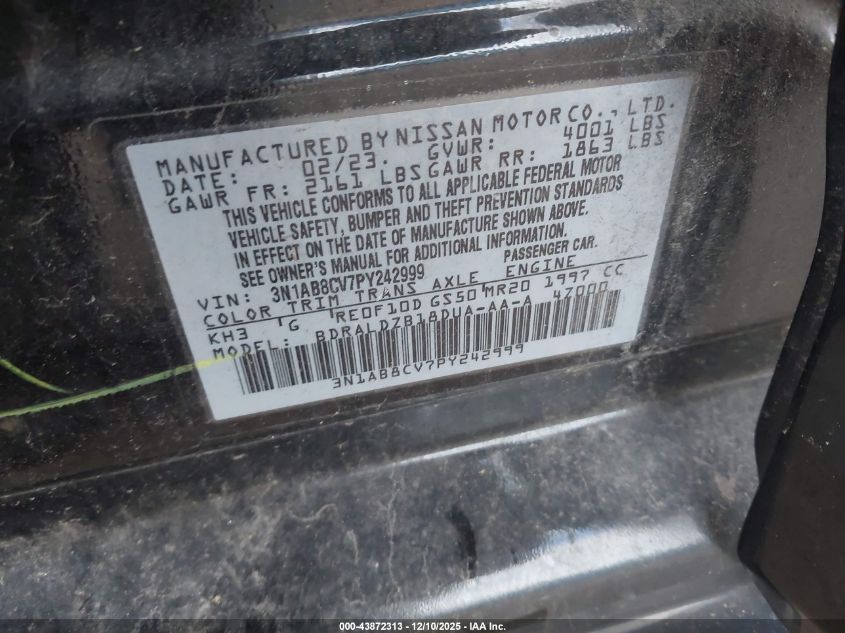 MANUFACTURED BY NISSAN MOTOR CO., LTD.
DATE: 02/23. GVWR: 4001 LBS
GAWR FR: 2161 LBS GAWR RR: 1863 LBS
THIS VEHICLE CONFORMS TO ALL APPLICABLE FEDERAL MOTOR
VEHICLE SAFETY, BUMPER AND THEFT PREVENTION STANDARDS
IN EFFECT ON THE DATE OF MANUFACTURE SHOWN ABOVE.
SEE OWNER'S MANUAL FOR ADDITIONAL INFORMATION.
VIN: 3N1AB8CV7PY242999 PASSENGER CAR.
COLOR TRIM TRANS AXLE ENGINE
KH3 G RE0F10D GS50 MR20 1997 CC
MODEL: BDRALDZB18DUA-AA-A 47000
3N1AB8CV7PY242999
000-43872313 - 12/10/2025 - IAA Inc.